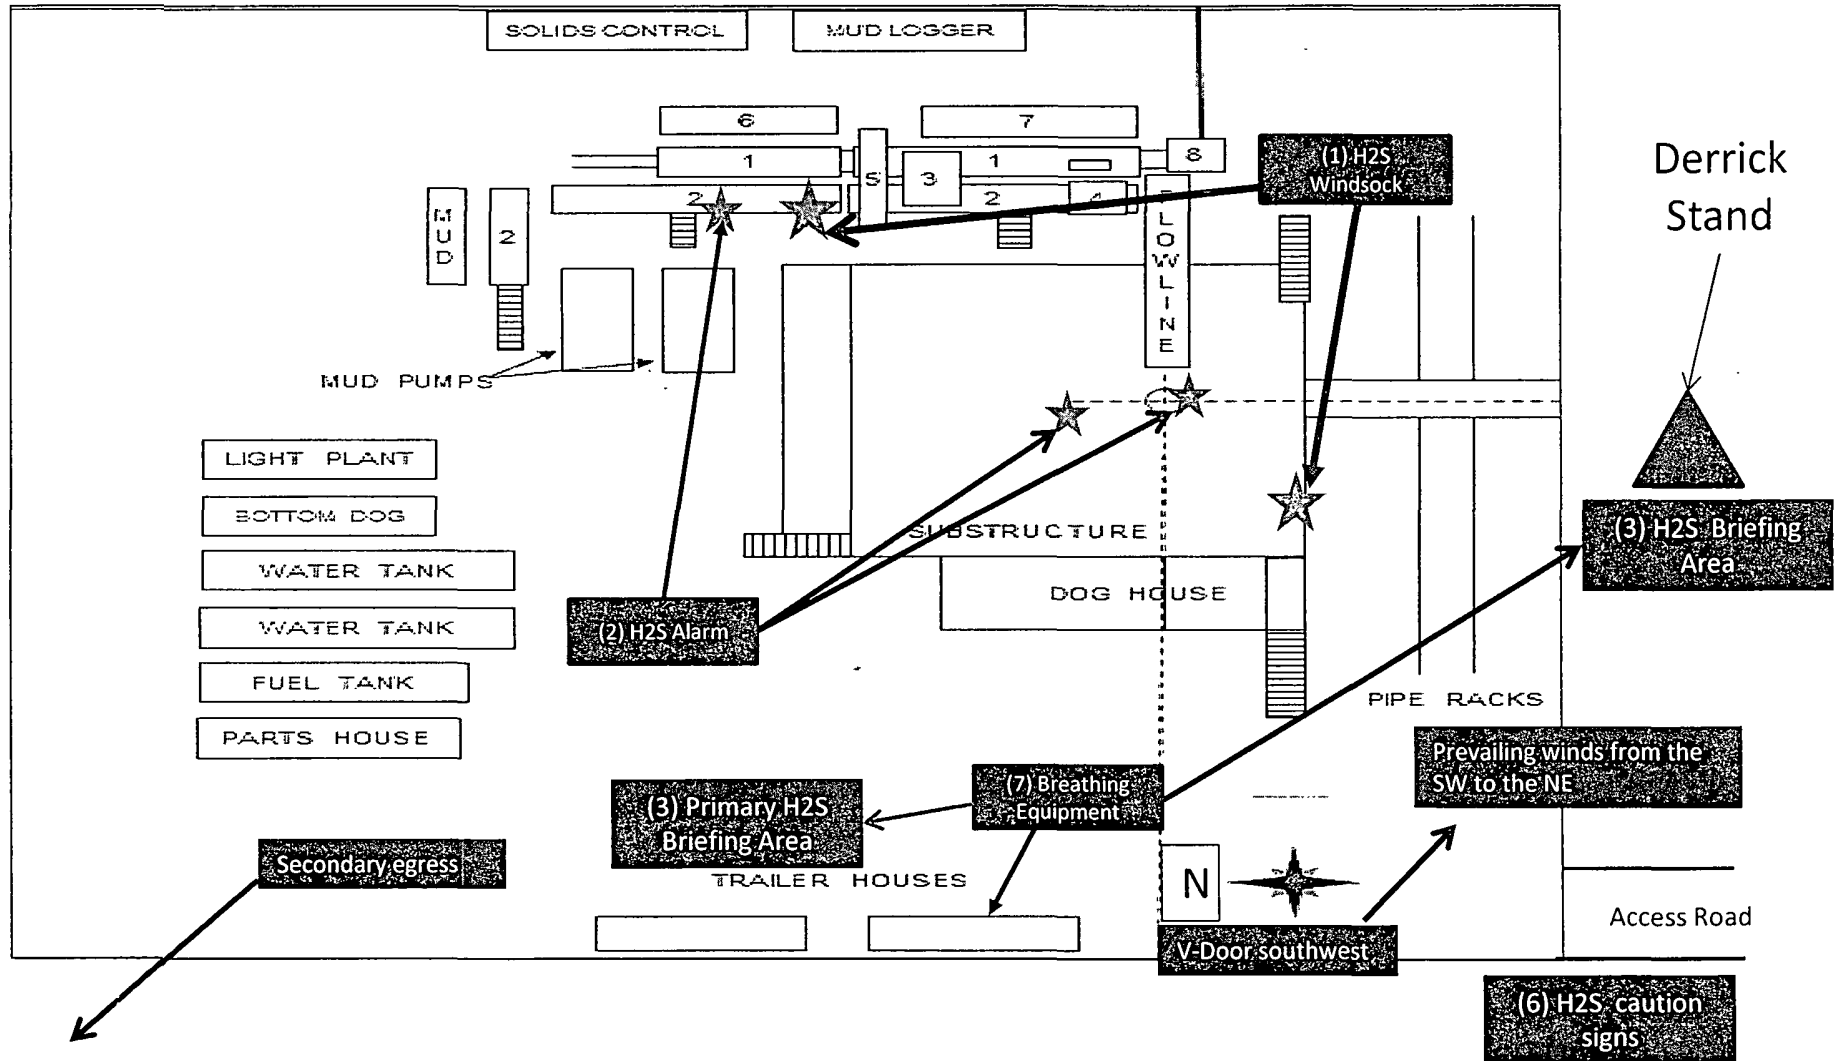 SOLIDS CONTROL
MUD LOGGER
6
7
1
1
8
5
3
2
2
4
(1) H2S
Windsock
Derrick
Stand
MUD
2
FLOWLINE
MUD PUMPS
LIGHT PLANT
BOTTOM DOG
WATER TANK
WATER TANK
FUEL TANK
PARTS HOUSE
SUBSTRUCTURE
DOG HOUSE
(2) H2S Alarm
(3) H2S Briefing
Area
PIPE RACKS
Prevailing winds from the
SW to the NE
(7) Breathing
Equipment
(3) Primary H2S
Briefing Area
Secondary egress
TRAILER HOUSES
N
Access Road
V-Door southwest
(6) H2S caution
signs